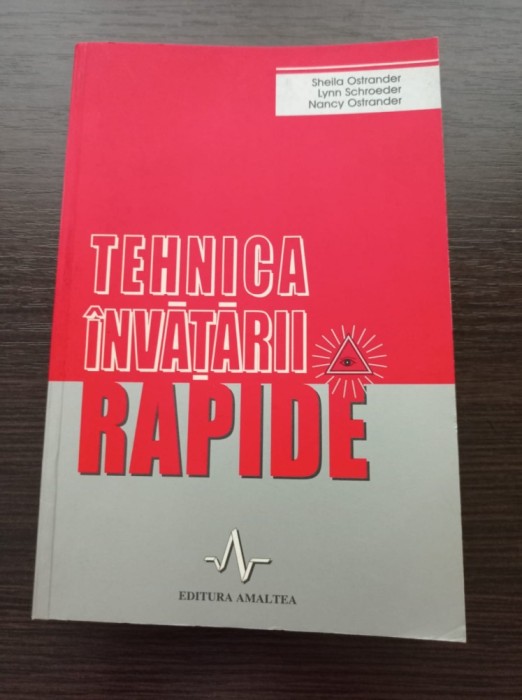 Sheila Ostrander
Lynn Schroeder
Nancy Ostrander
TEHNICA
ÎNVĂȚĂRII
RAPIDE
EDITURA AMALTEA